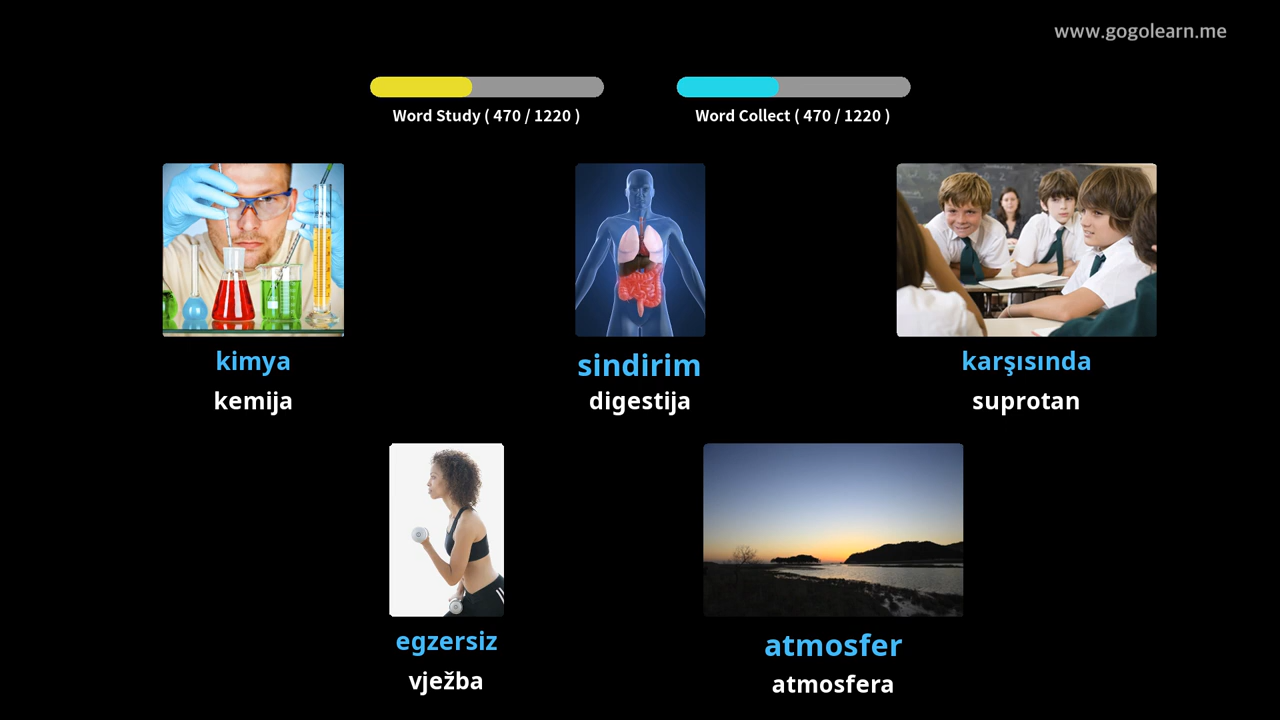 www.gogolearn.me
Word Study ( 470 / 1220 )
Word Collect ( 470 / 1220 )
kimya
kemija
sindirim
digestija
karşısında
suprotan
egzersiz
vježba
atmosfer
atmosfera